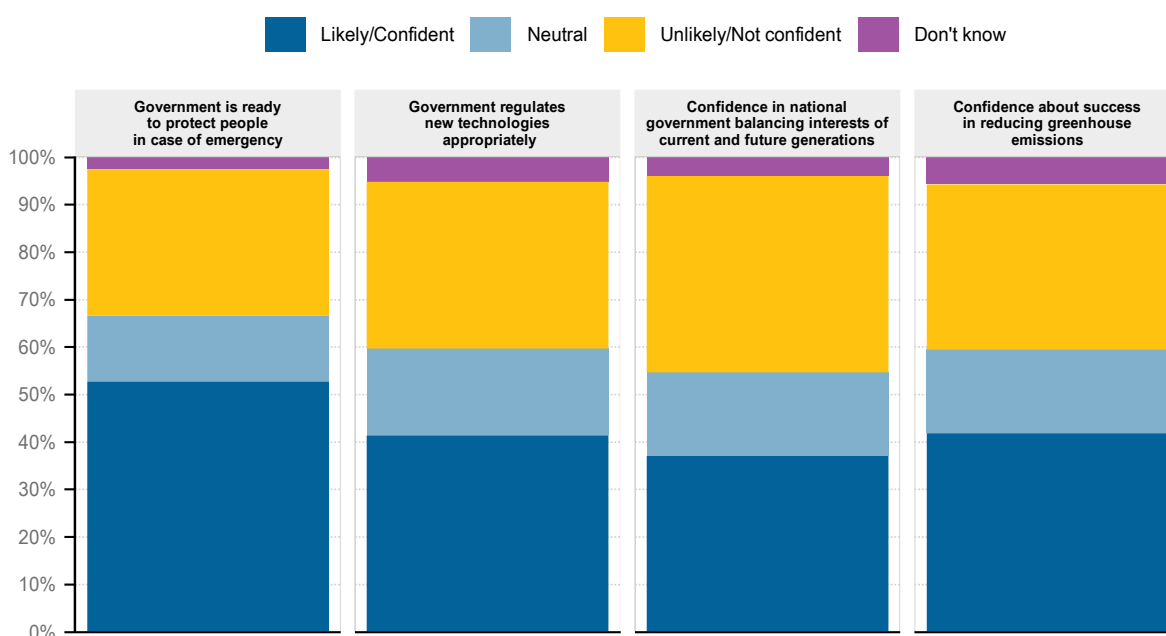 Likely/Confident Neutral Unlikely/Not confident Don't know
Government is ready
to protect people
in case of emergency
Government regulates
new technologies
appropriately
Confidence in national
government balancing interests of
current and future generations
Confidence about success
in reducing greenhouse
emissions
100%
90%
80%
70%
60%
50%
40%
30%
20%
10%
0%